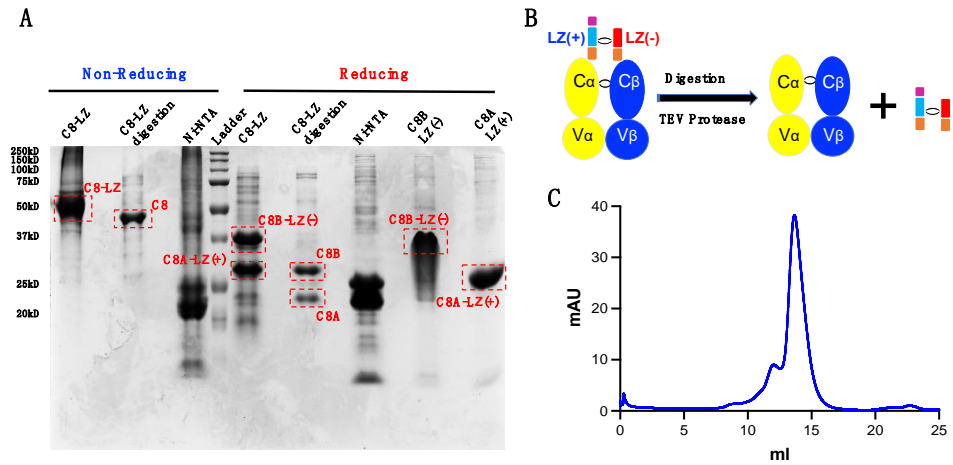 A
Non-Reducing
Reducing
C8-LZ
C8-LZ digestion
Ni-NTA
Ladder
C8-LZ
C8-LZ digestion
Ni-NTA
C8B LZ(-)
C8A LZ(+)
250kD
150kD
100kD
75kD
50kD
37kD
25kD
20kD
C8-LZ
C8
C8B-LZ(-)
C8A-LZ(+)
C8B
C8A
C8B-LZ(-)
C8A-LZ(+)
B
LZ(+)
LZ(-)
Cα
Cβ
Vα
Vβ
Digestion
TEV Protease
Cα
Cβ
Vα
Vβ
+
C
mAU
40
30
20
10
0
0
5
10
15
20
25
ml